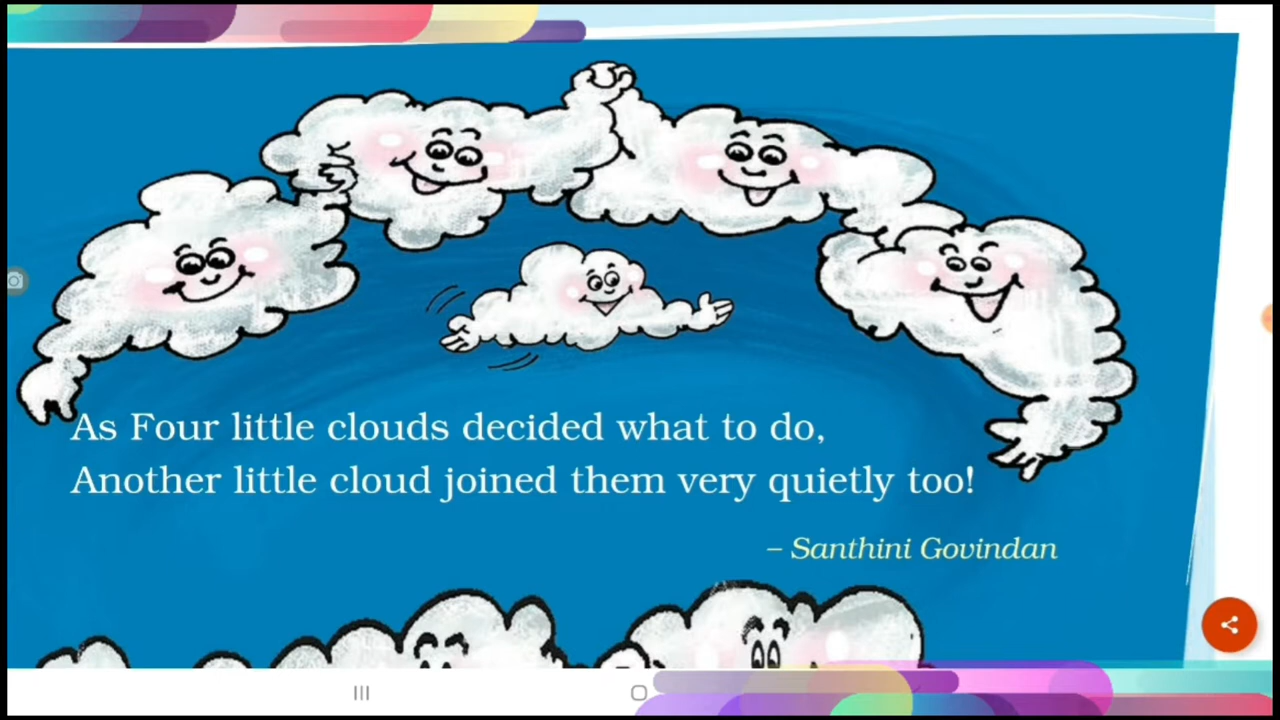 As Four little clouds decided what to do,
Another little cloud joined them very quietly too!
– Santhini Govindan